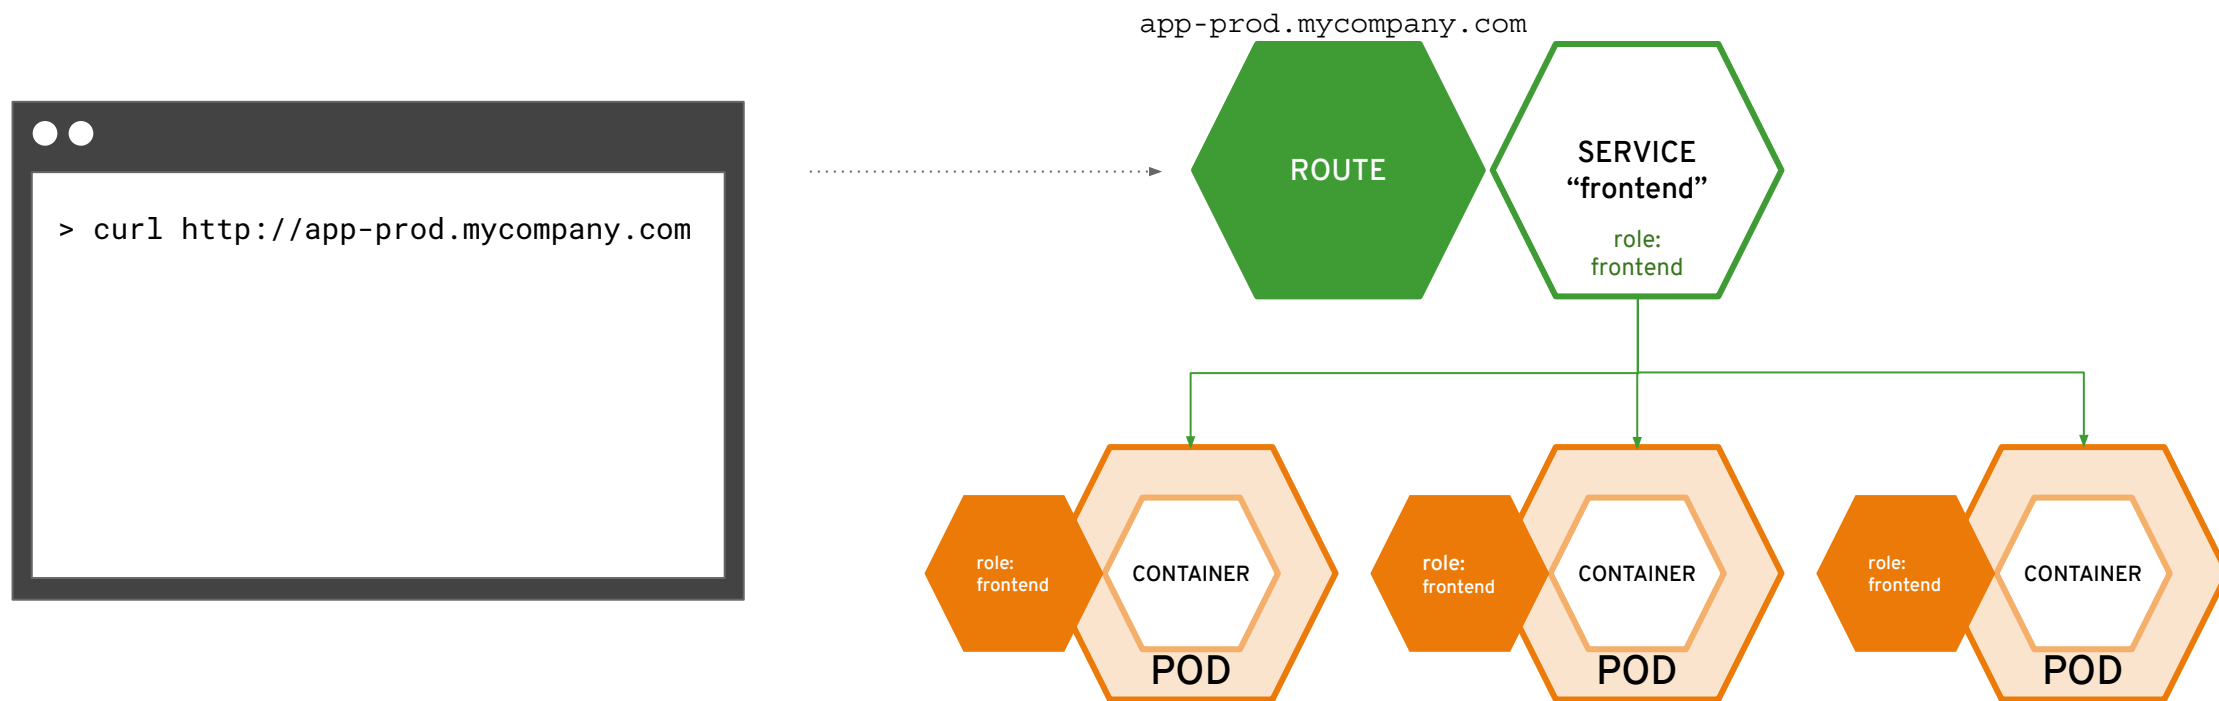 app-prod.mycompany.com
> curl http://app-prod.mycompany.com
ROUTE
SERVICE
“frontend”
role:
frontend
role:
frontend
CONTAINER
POD
role:
frontend
CONTAINER
POD
role:
frontend
CONTAINER
POD